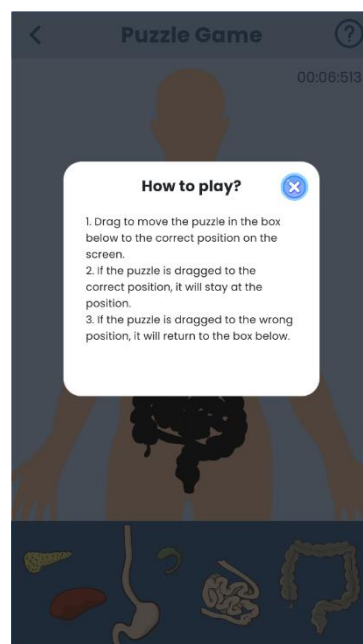 Puzzle Game
00:06:513
How to play?
1. Drag to move the puzzle in the box
below to the correct position on the
screen.
2. If the puzzle is dragged to the
correct position, it will stay at the
position.
3. If the puzzle is dragged to the wrong
position, it will return to the box below.